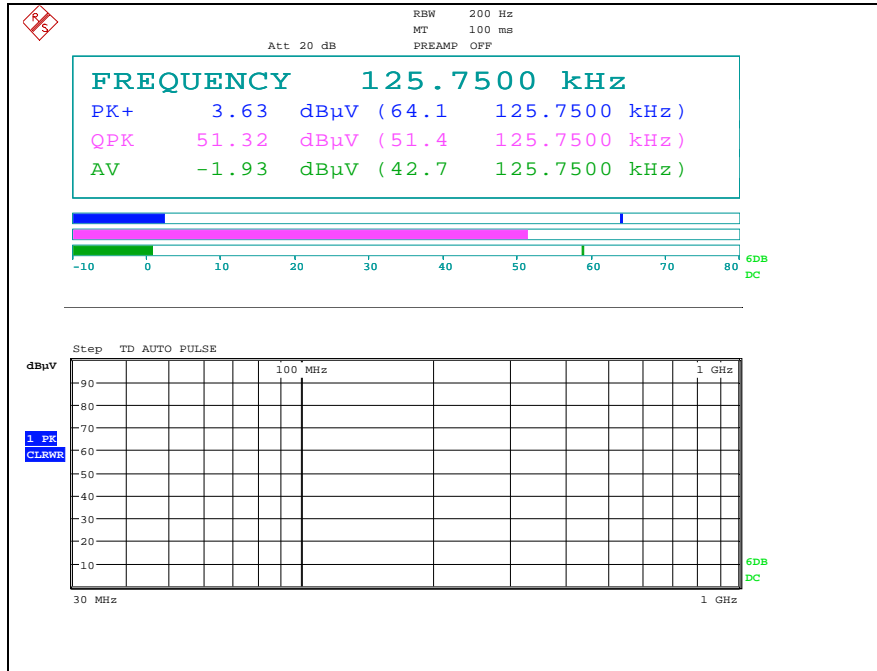 R S
RBW 200 Hz
MT 100 ms
Att 20 dB PREAMP OFF
FREQUENCY 125.7500 kHz
PK+ 3.63 dBµV (64.1 125.7500 kHz)
QPK 51.32 dBµV (51.4 125.7500 kHz)
AV -1.93 dBµV (42.7 125.7500 kHz)
-10 0 10 20 30 40 50 60 70 80
6DB
DC
Step TD AUTO PULSE
dBµV
100 MHz 1 GHz
90
80
70
1 PK
CLRWR
60
50
40
30
20
10
6DB
DC
30 MHz 1 GHz